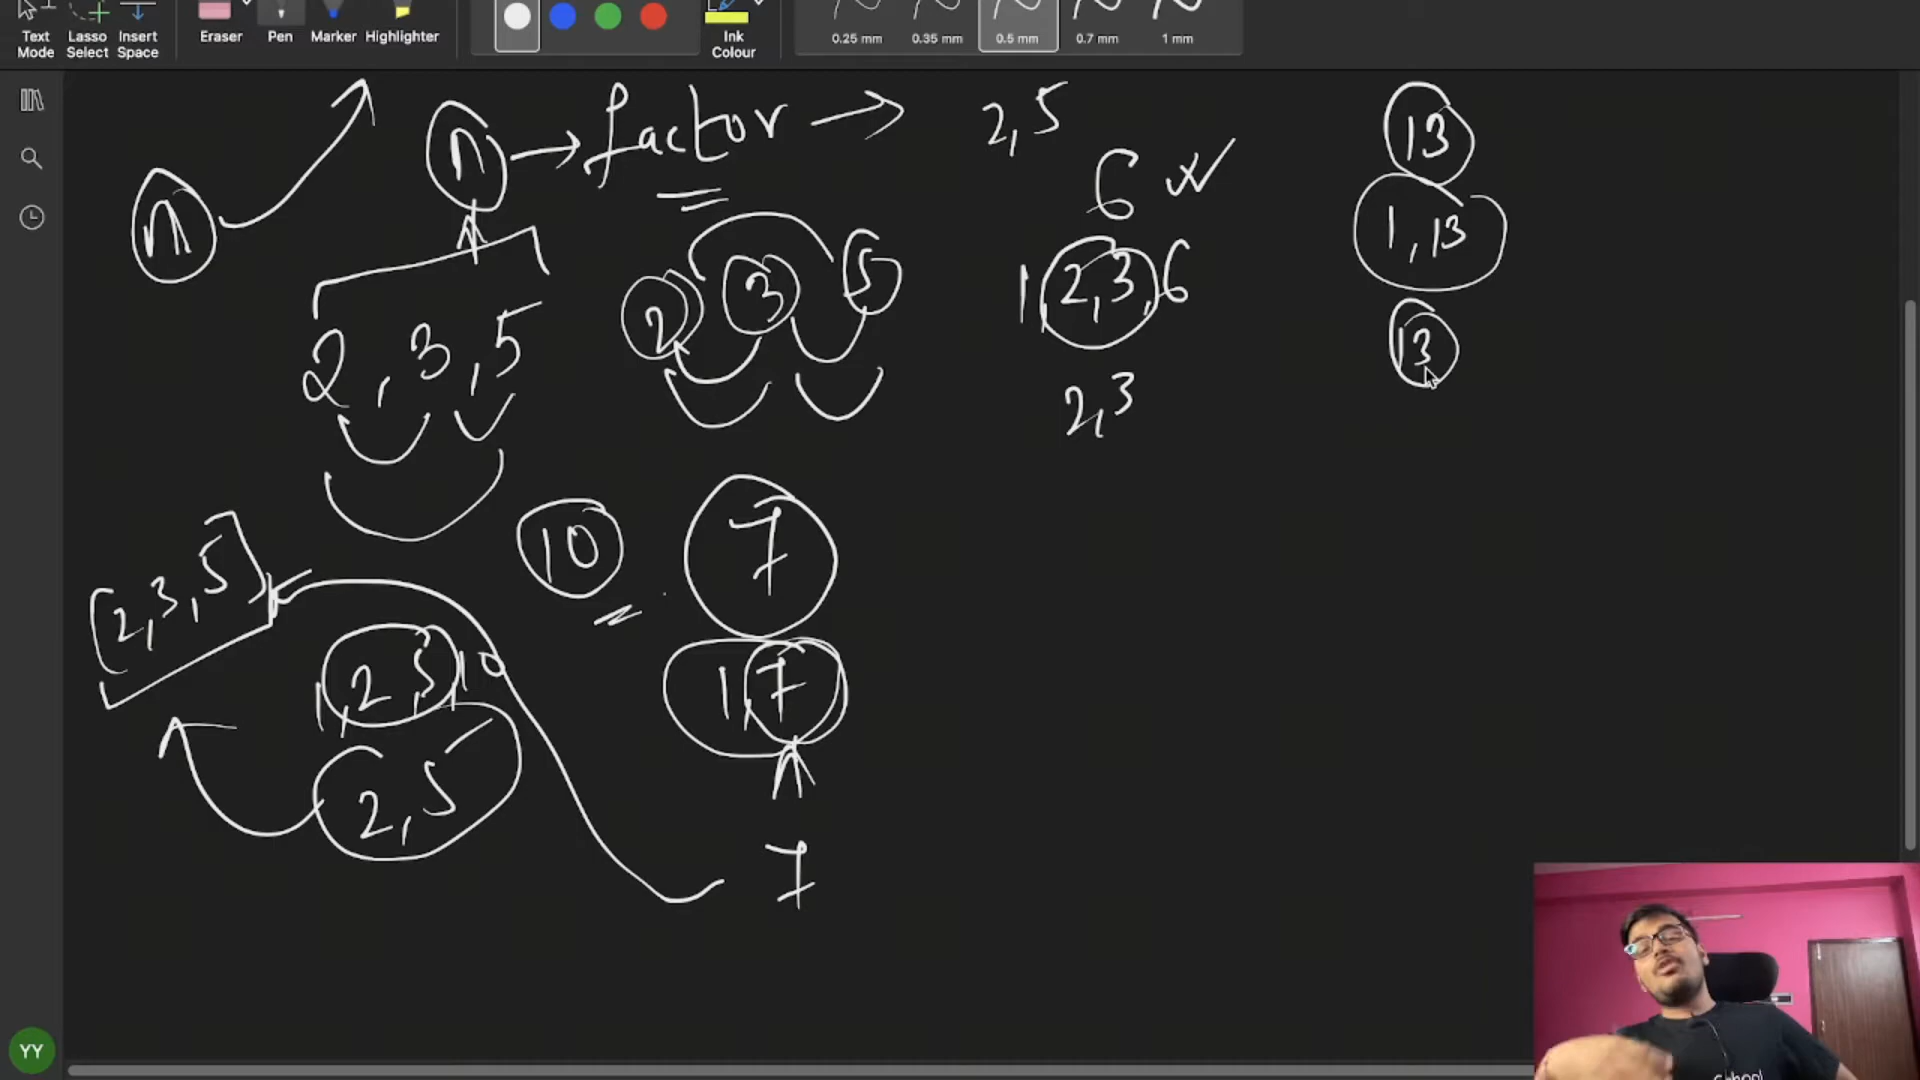 Text Mode
Lasso Select
Insert Space
Eraser
Pen
Marker
Highlighter
Ink Colour
0.25 mm
0.35 mm
0.5 mm
0.7 mm
1 mm
n
n → factor → 2, 5
6
13
1, 13
13
2, 3, 5
2 3 5
1, 2, 3, 6
2, 3
10
7
1, 7
7
[2, 3, 5]
1, 2, 5, 10
2, 5
YY